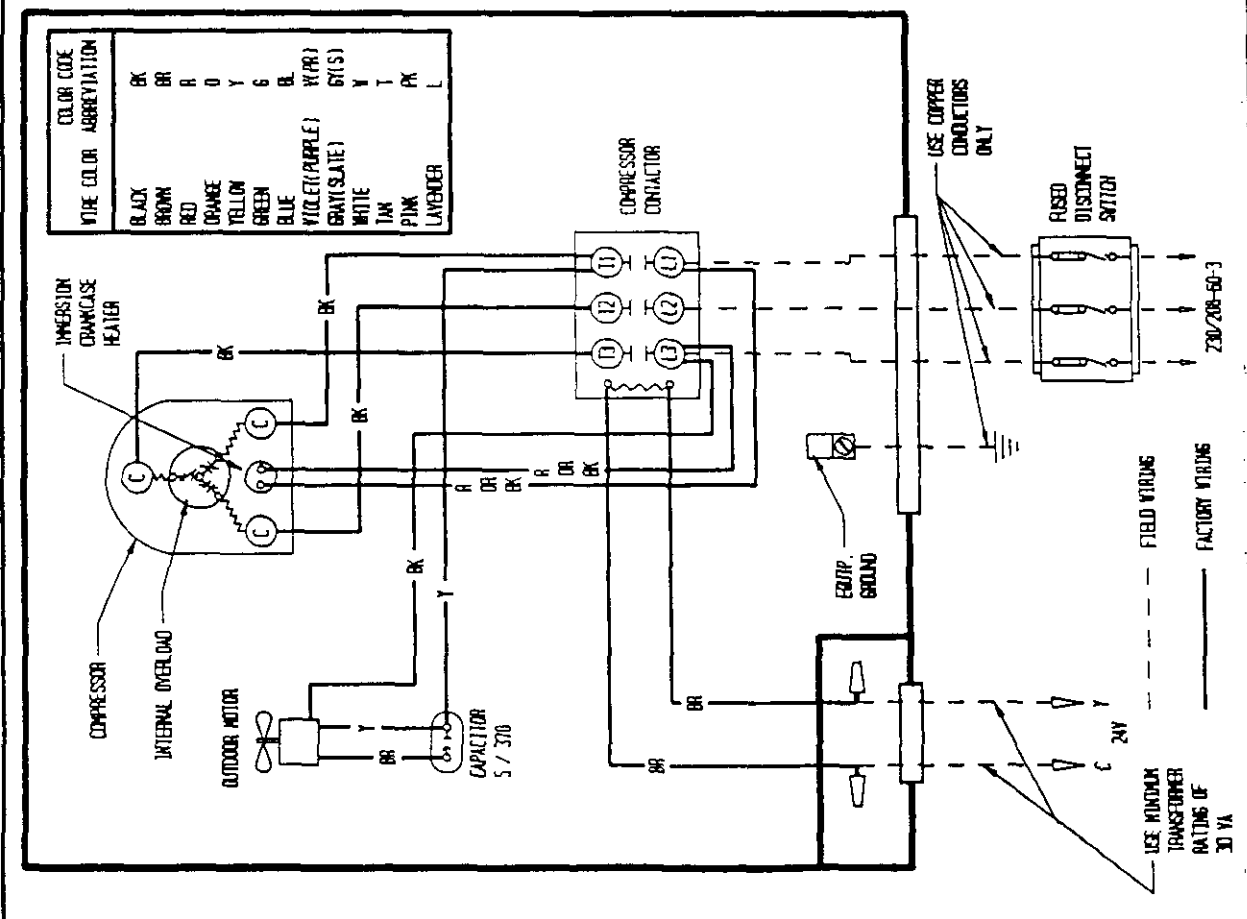 COLOR CODE
WIRE COLOR ABBREVIATION
BLACK BK
BROWN BR
RED R
ORANGE O
YELLOW Y
GREEN G
BLUE BL
VIOLET(PURPLE) V(PR)
GRAY(SLATE) GY(S)
WHITE W
TAN T
PINK PK
LAVENDER L
IMMERSION
CRANKCASE
HEATER
COMPRESSOR
INTERNAL OVERLOAD
OUTDOOR MOTOR
C
C
C
BK
BK
BK
BK
R
OR
BK
R
OR
BK
Y
Y
BR
CAPACITOR
5 / 370
COMPRESSOR
CONTACTOR
T1
T2
T3
L1
L2
L3
BR
BR
EQUIP.
GROUND
USE COPPER
CONDUCTORS
ONLY
FUSED
DISCONNECT
SWITCH
230/208-60-3
C
24V
Y
USE MINIMUM
TRANSFORMER
RATING OF
30 VA
FIELD WIRING
FACTORY WIRING